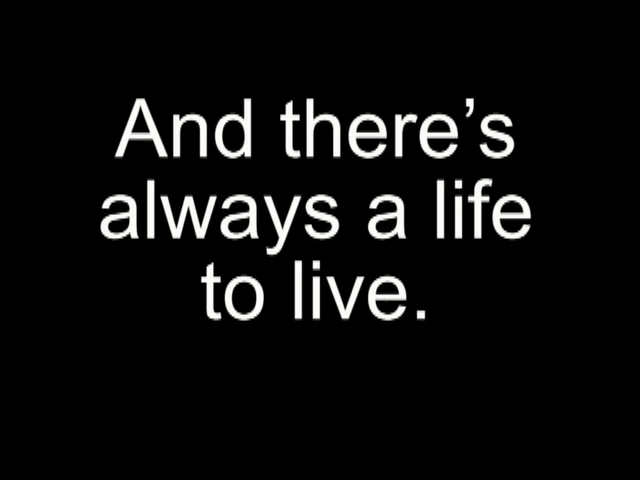 And there’s
always a life
to live.